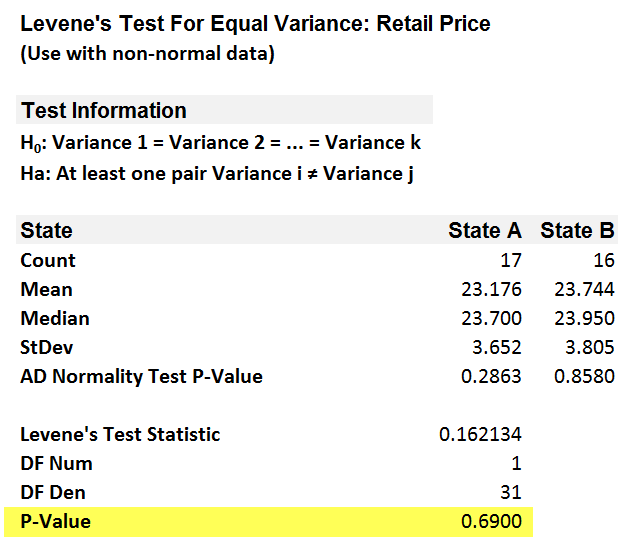 Levene's Test For Equal Variance: Retail Price
(Use with non-normal data)
Test Information
H₀: Variance 1 = Variance 2 = ... = Variance k
Ha: At least one pair Variance i ≠ Variance j
State State A State B
Count 17 16
Mean 23.176 23.744
Median 23.700 23.950
StDev 3.652 3.805
AD Normality Test P-Value 0.2863 0.8580
Levene's Test Statistic 0.162134
DF Num 1
DF Den 31
P-Value 0.6900